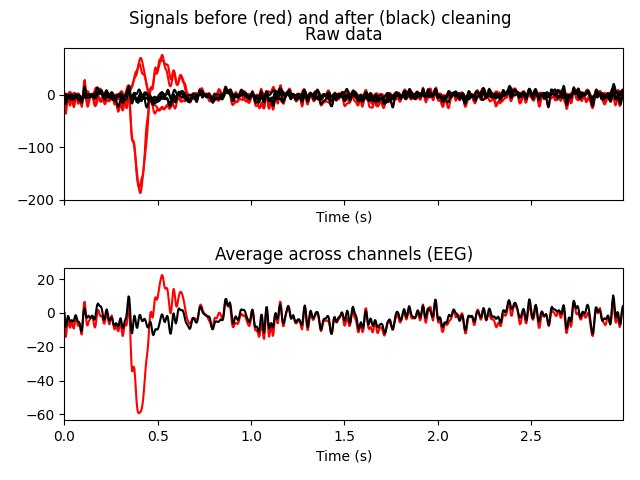 Signals before (red) and after (black) cleaning
Raw data
0
−100
−200
Time (s)
Average across channels (EEG)
20
0
−20
−40
−60
0.0 0.5 1.0 1.5 2.0 2.5
Time (s)